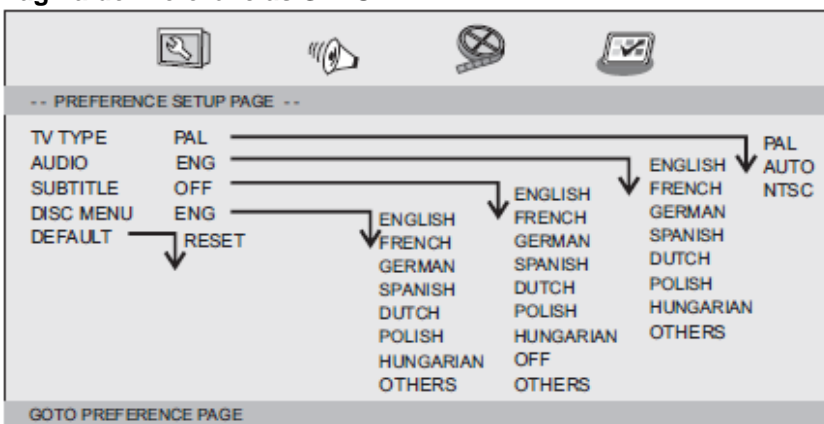 -- PREFERENCE SETUP PAGE --
TV TYPE PAL
AUDIO ENG
SUBTITLE OFF
DISC MENU ENG
DEFAULT RESET
ENGLISH
FRENCH
GERMAN
SPANISH
DUTCH
POLISH
HUNGARIAN
OTHERS
ENGLISH
FRENCH
GERMAN
SPANISH
DUTCH
POLISH
HUNGARIAN
OFF
OTHERS
ENGLISH
FRENCH
GERMAN
SPANISH
DUTCH
POLISH
HUNGARIAN
OTHERS
PAL
AUTO
NTSC
GOTO PREFERENCE PAGE